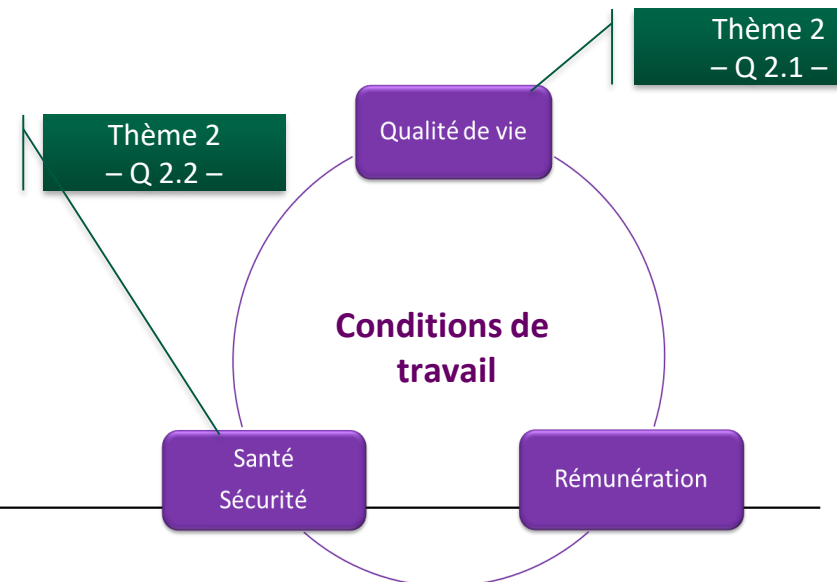 Thème 2
– Q 2.1 –
Qualité de vie
Thème 2
– Q 2.2 –
Conditions de
travail
Santé
Sécurité
Rémunération